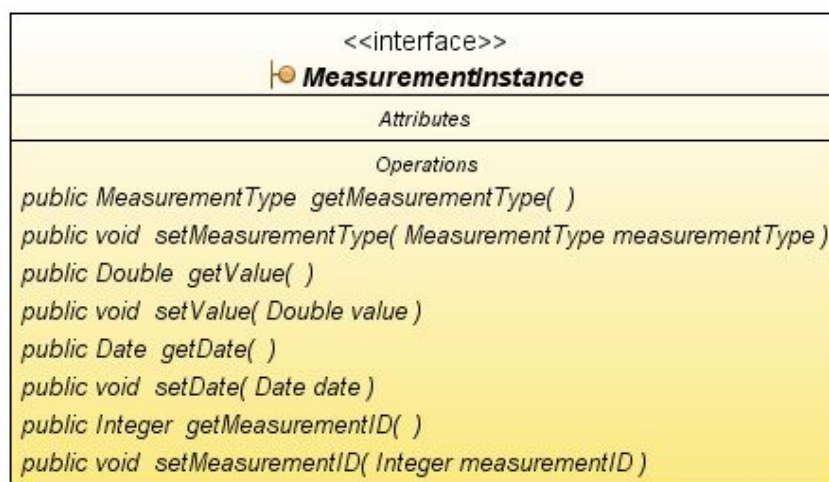 <<interface>>
MeasurementInstance
Attributes
Operations
public MeasurementType getMeasurementType( )
public void setMeasurementType( MeasurementType measurementType )
public Double getValue( )
public void setValue( Double value )
public Date getDate( )
public void setDate( Date date )
public Integer getMeasurementID( )
public void setMeasurementID( Integer measurementID )